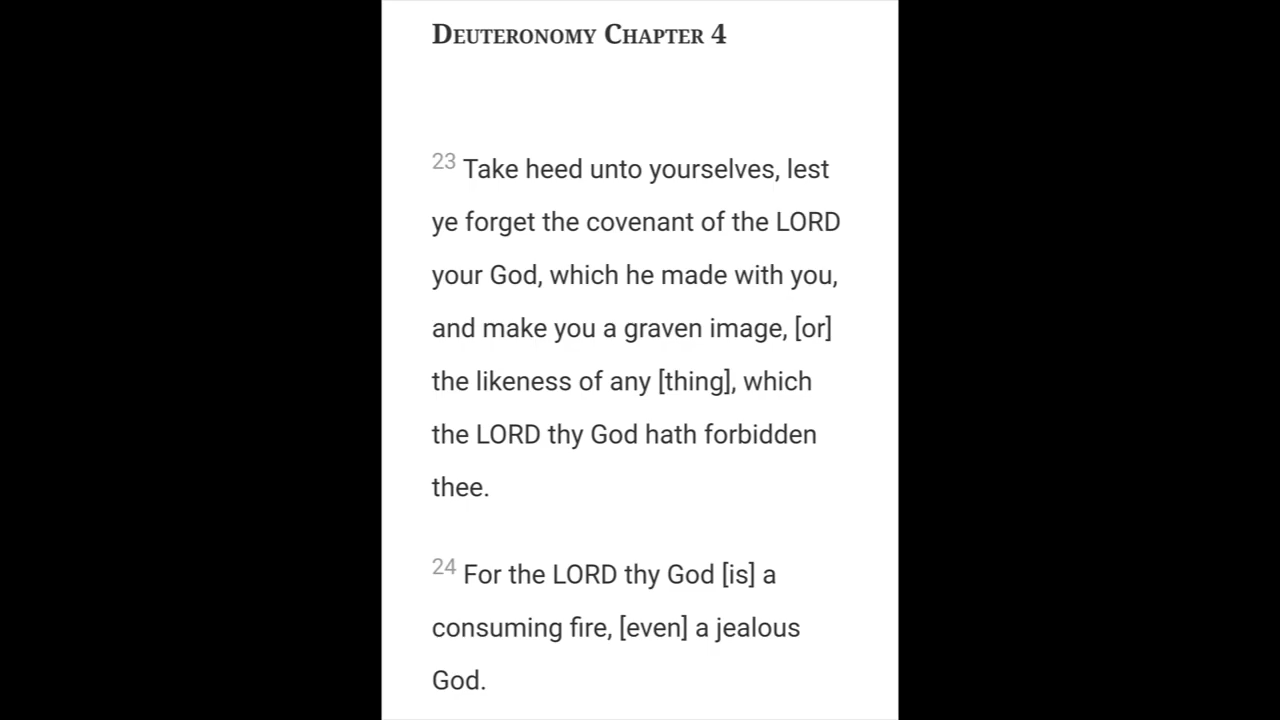 Deuteronomy Chapter 4
23 Take heed unto yourselves, lest
ye forget the covenant of the LORD
your God, which he made with you,
and make you a graven image, [or]
the likeness of any [thing], which
the LORD thy God hath forbidden
thee.
24 For the LORD thy God [is] a
consuming fire, [even] a jealous
God.